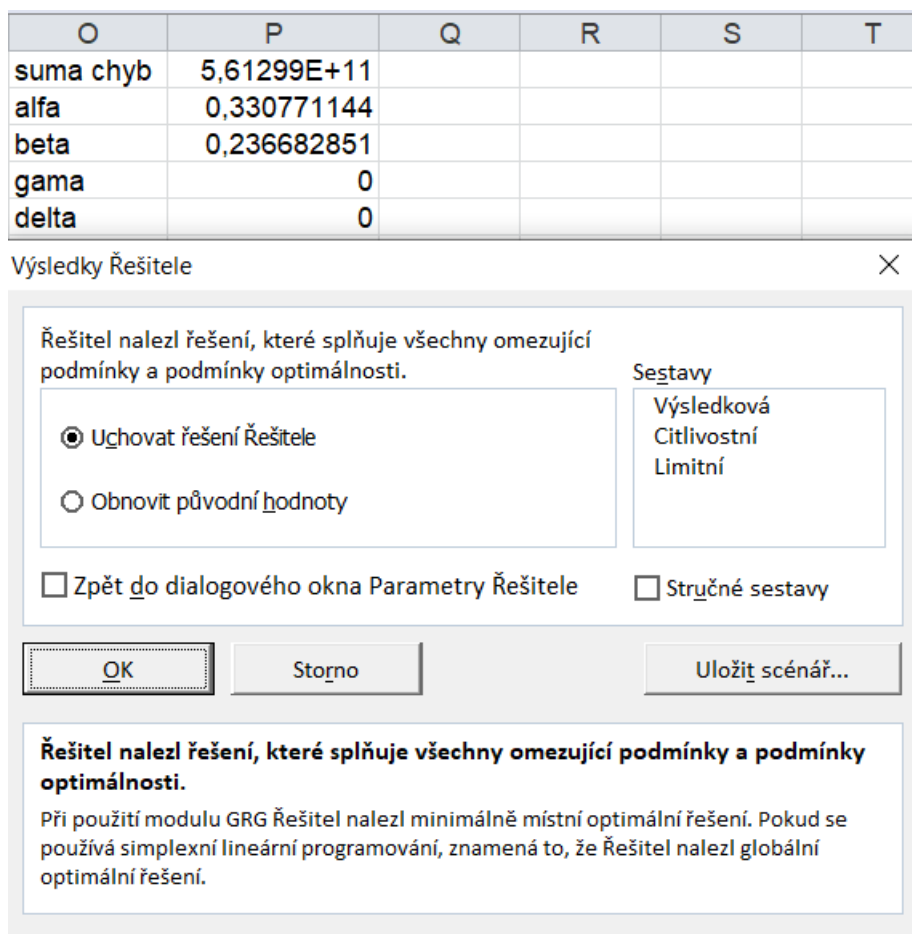 O P Q R S T
suma chyb 5,61299E+11
alfa 0,330771144
beta 0,236682851
gama 0
delta 0
Výsledky Řešitele
Řešitel nalezl řešení, které splňuje všechny omezující
podmínky a podmínky optimálnosti.
Sestavy
Uchovat řešení Řešitele
Obnovit původní hodnoty
Výsledková
Citlivostní
Limitní
Zpět do dialogového okna Parametry Řešitele
Stručné sestavy
OK
Storno
Uložit scénář...
Řešitel nalezl řešení, které splňuje všechny omezující podmínky a podmínky
optimálnosti.
Při použití modulu GRG Řešitel nalezl minimálně místní optimální řešení. Pokud se
používá simplexní lineární programování, znamená to, že Řešitel nalezl globální
optimální řešení.